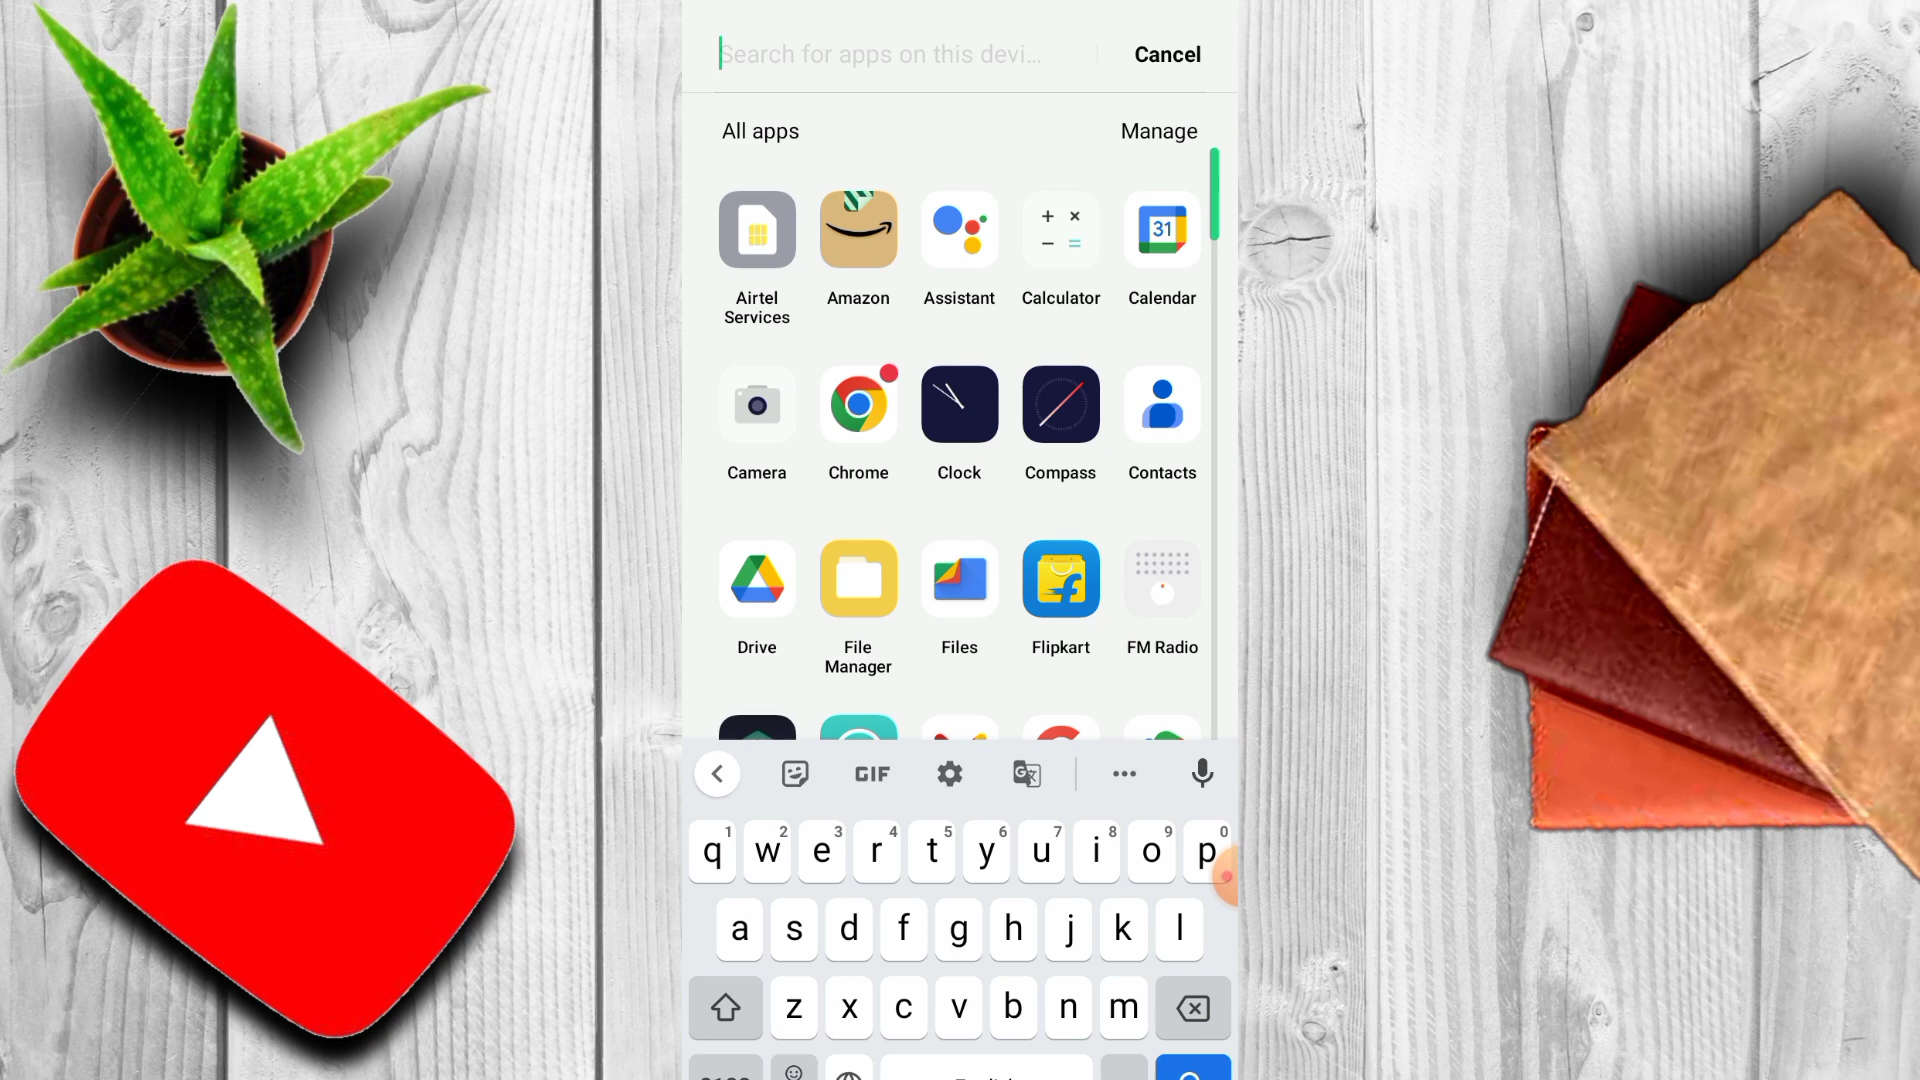 Search for apps on this devi...
Cancel
All apps
Manage
31
Airtel
Services
Amazon
Assistant
Calculator
Calendar
Camera
Chrome
Clock
Compass
Contacts
Drive
File
Manager
Files
Flipkart
FM Radio
GIF
1 2 3 4 5 6 7 8 9 0
q w e r t y u i o p
a s d f g h j k l
z x c v b n m